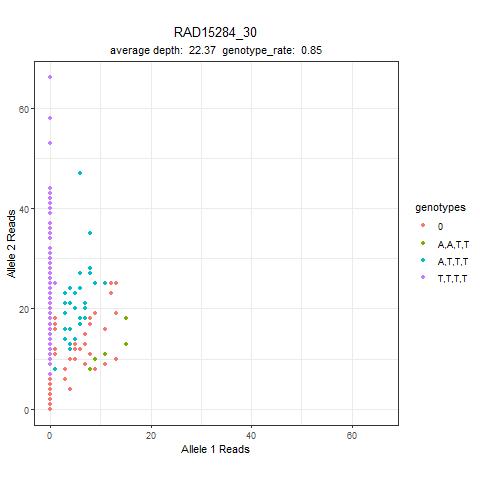 RAD15284_30
average depth: 22.37 genotype_rate: 0.85
Allele 2 Reads
60
40
20
0
0 20 40 60
Allele 1 Reads
genotypes
0
A,A,T,T
A,T,T,T
T,T,T,T